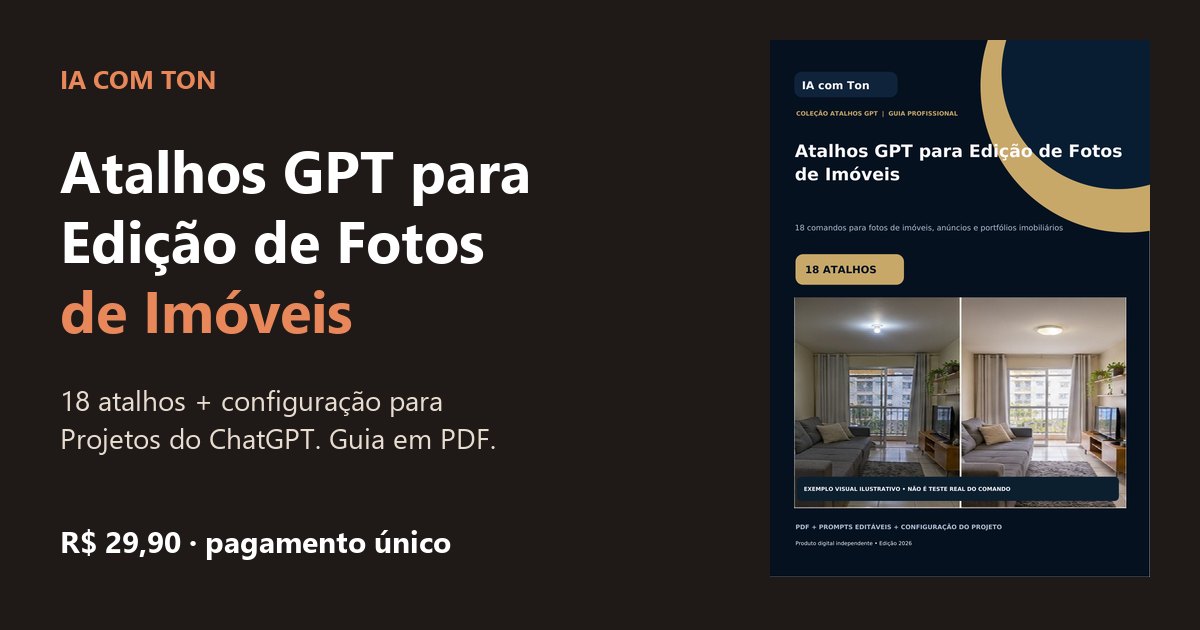 IA COM TON
Atalhos GPT para
Edição de Fotos
de Imóveis
18 atalhos + configuração para
Projetos do ChatGPT. Guia em PDF.
R$ 29,90 · pagamento único
IA com Ton
COLEÇÃO ATALHOS GPT | GUIA PROFISSIONAL
Atalhos GPT para Edição de Fotos
de Imóveis
18 comandos para fotos de imóveis, anúncios e portfólios imobiliários
18 ATALHOS
EXEMPLO VISUAL ILUSTRATIVO • NÃO É TESTE REAL DO COMANDO
PDF + PROMPTS EDITÁVEIS + CONFIGURAÇÃO DO PROJETO
Produto digital independente • Edição 2026